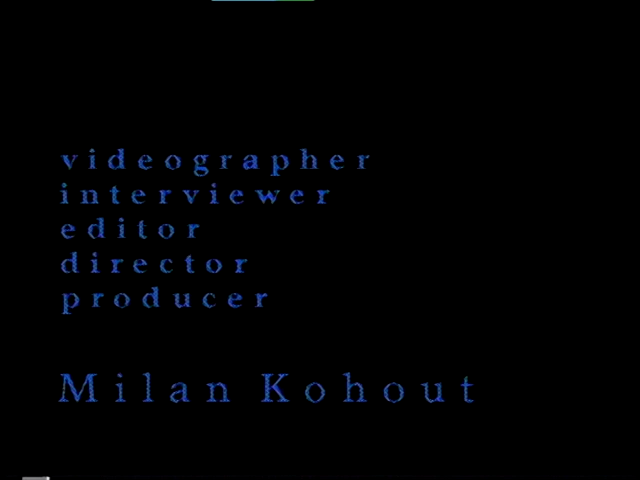 videographer
interviewer
editor
director
producer
Milan Kohout